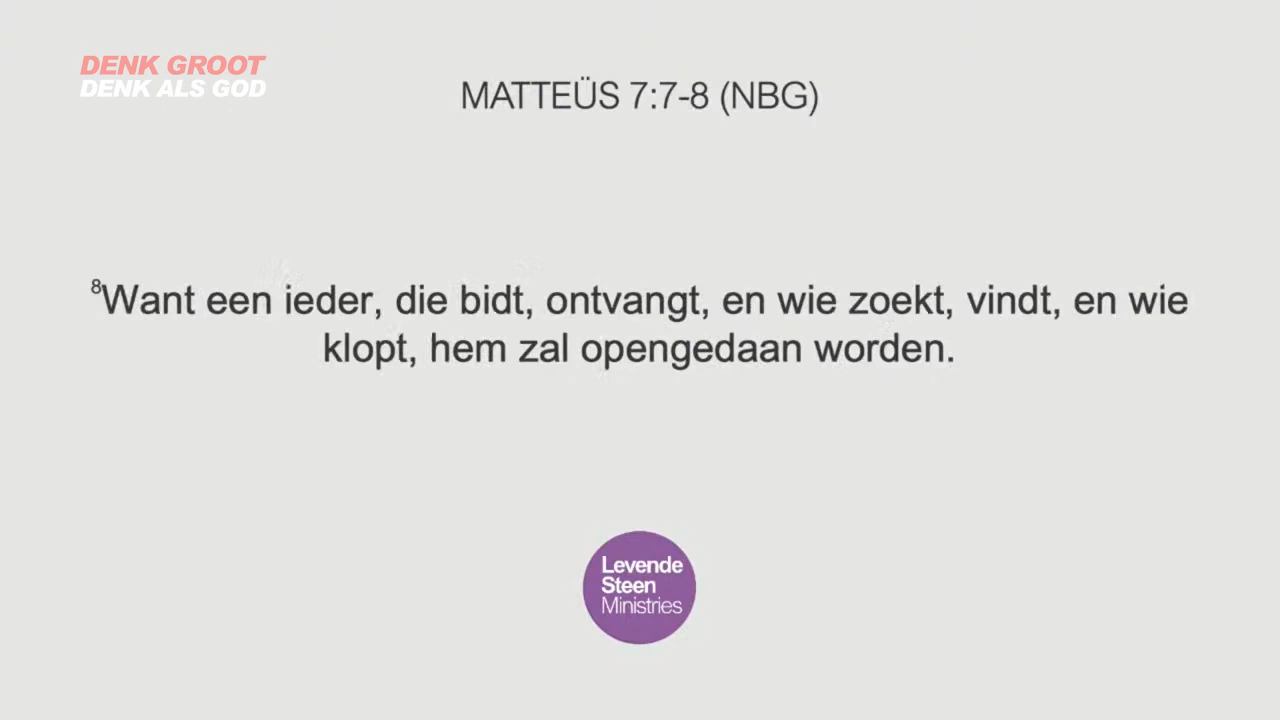 DENK GROOT
DENK ALS GOD
MATTEÜS 7:7-8 (NBG)
⁸Want een ieder, die bidt, ontvangt, en wie zoekt, vindt, en wie
klopt, hem zal opengedaan worden.
Levende
Steen
Ministries